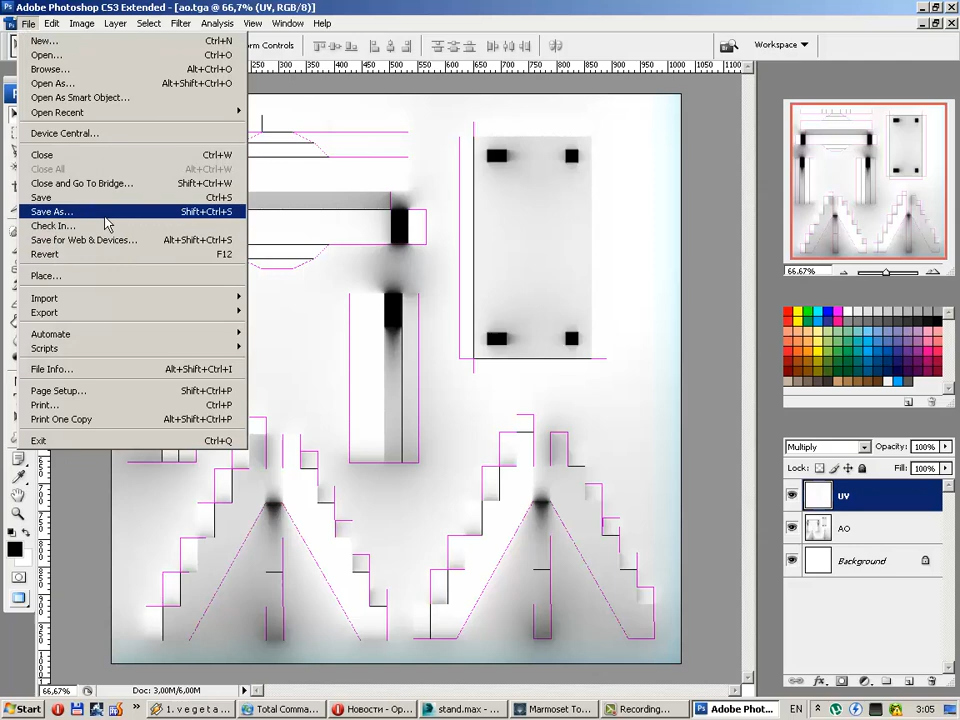 Adobe Photoshop CS3 Extended - [ao.tga @ 66,7% (UV, RGB/8)]
File Edit Image Layer Select Filter Analysis View Window Help
New... Ctrl+N
Open... Ctrl+O
Browse... Alt+Ctrl+O
Open As... Alt+Shift+Ctrl+O
Open As Smart Object...
Open Recent
Device Central...
Close Ctrl+W
Close All Alt+Ctrl+W
Close and Go To Bridge... Shift+Ctrl+W
Save Ctrl+S
Save As... Shift+Ctrl+S
Check In...
Save for Web & Devices... Alt+Shift+Ctrl+S
Revert F12
Place...
Import
Export
Automate
Scripts
File Info... Alt+Shift+Ctrl+I
Page Setup... Shift+Ctrl+P
Print... Ctrl+P
Print One Copy Alt+Shift+Ctrl+P
Exit Ctrl+Q
rm Controls
Workspace
250 300 350 400 450 500 550 600 650 700 750 800 850 900 950 1000 1050 1100
66.67%
Multiply Opacity: 100%
Lock: Fill: 100%
UV
AO
Background
66,67% Doc: 3,00M/6,00M
Start 1. v e g e t a Total Comma... Новости - Ор... stand.max - ... Marmoset To... Recording... Adobe Phot... EN 3:05